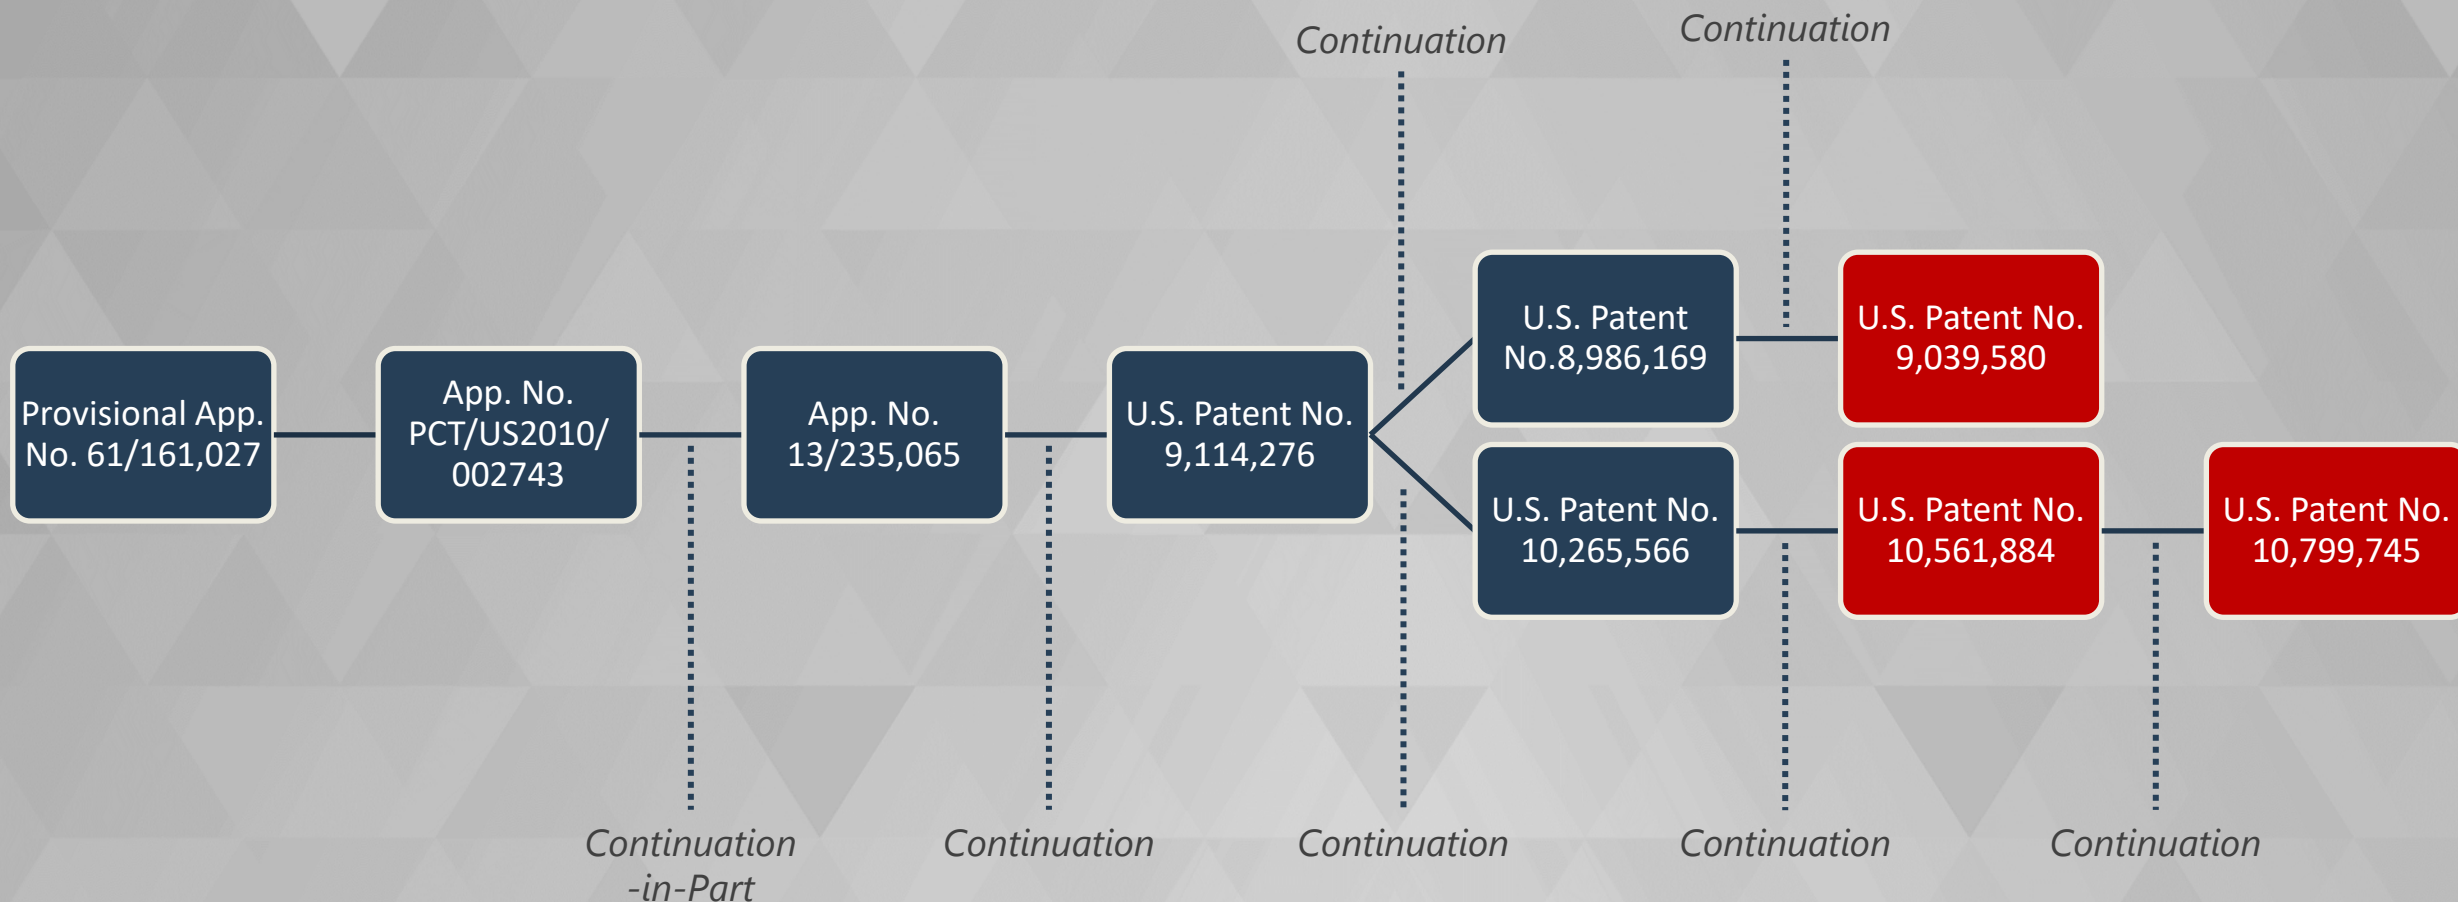 Continuation
Continuation
Provisional App.
No. 61/161,027
App. No.
PCT/US2010/
002743
App. No.
13/235,065
U.S. Patent No.
9,114,276
U.S. Patent
No.8,986,169
U.S. Patent No.
9,039,580
U.S. Patent No.
10,265,566
U.S. Patent No.
10,561,884
U.S. Patent No.
10,799,745
Continuation
-in-Part
Continuation
Continuation
Continuation
Continuation